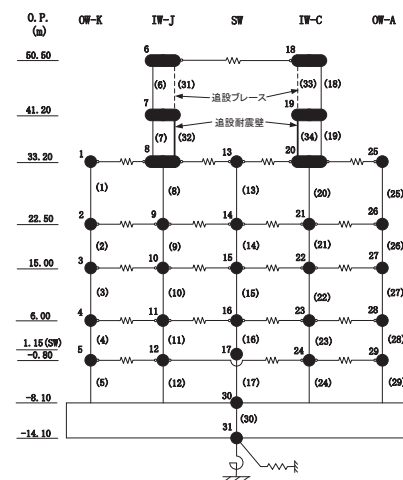 O.P. OW-K IW-J SW IW-C OW-A
(m)
50.50 6 18
(6) (31) (33) (18)
追設ブレース
41.20 7 19
追設耐震壁
(7) (32) (34) (19)
33.20 1 8 13 20 25
(1) (8) (13) (20) (25)
22.50 2 9 14 21 26
(2) (9) (14) (21) (26)
15.00 3 10 15 22 27
(3) (10) (15) (22) (27)
6.00 4 11 16 23 28
1.15(SW) (4) (11) (16) (23) (28)
-0.80 5 12 17 24 29
(5) (12) (17) (24) (29)
-8.10 30
(30)
-14.10 31